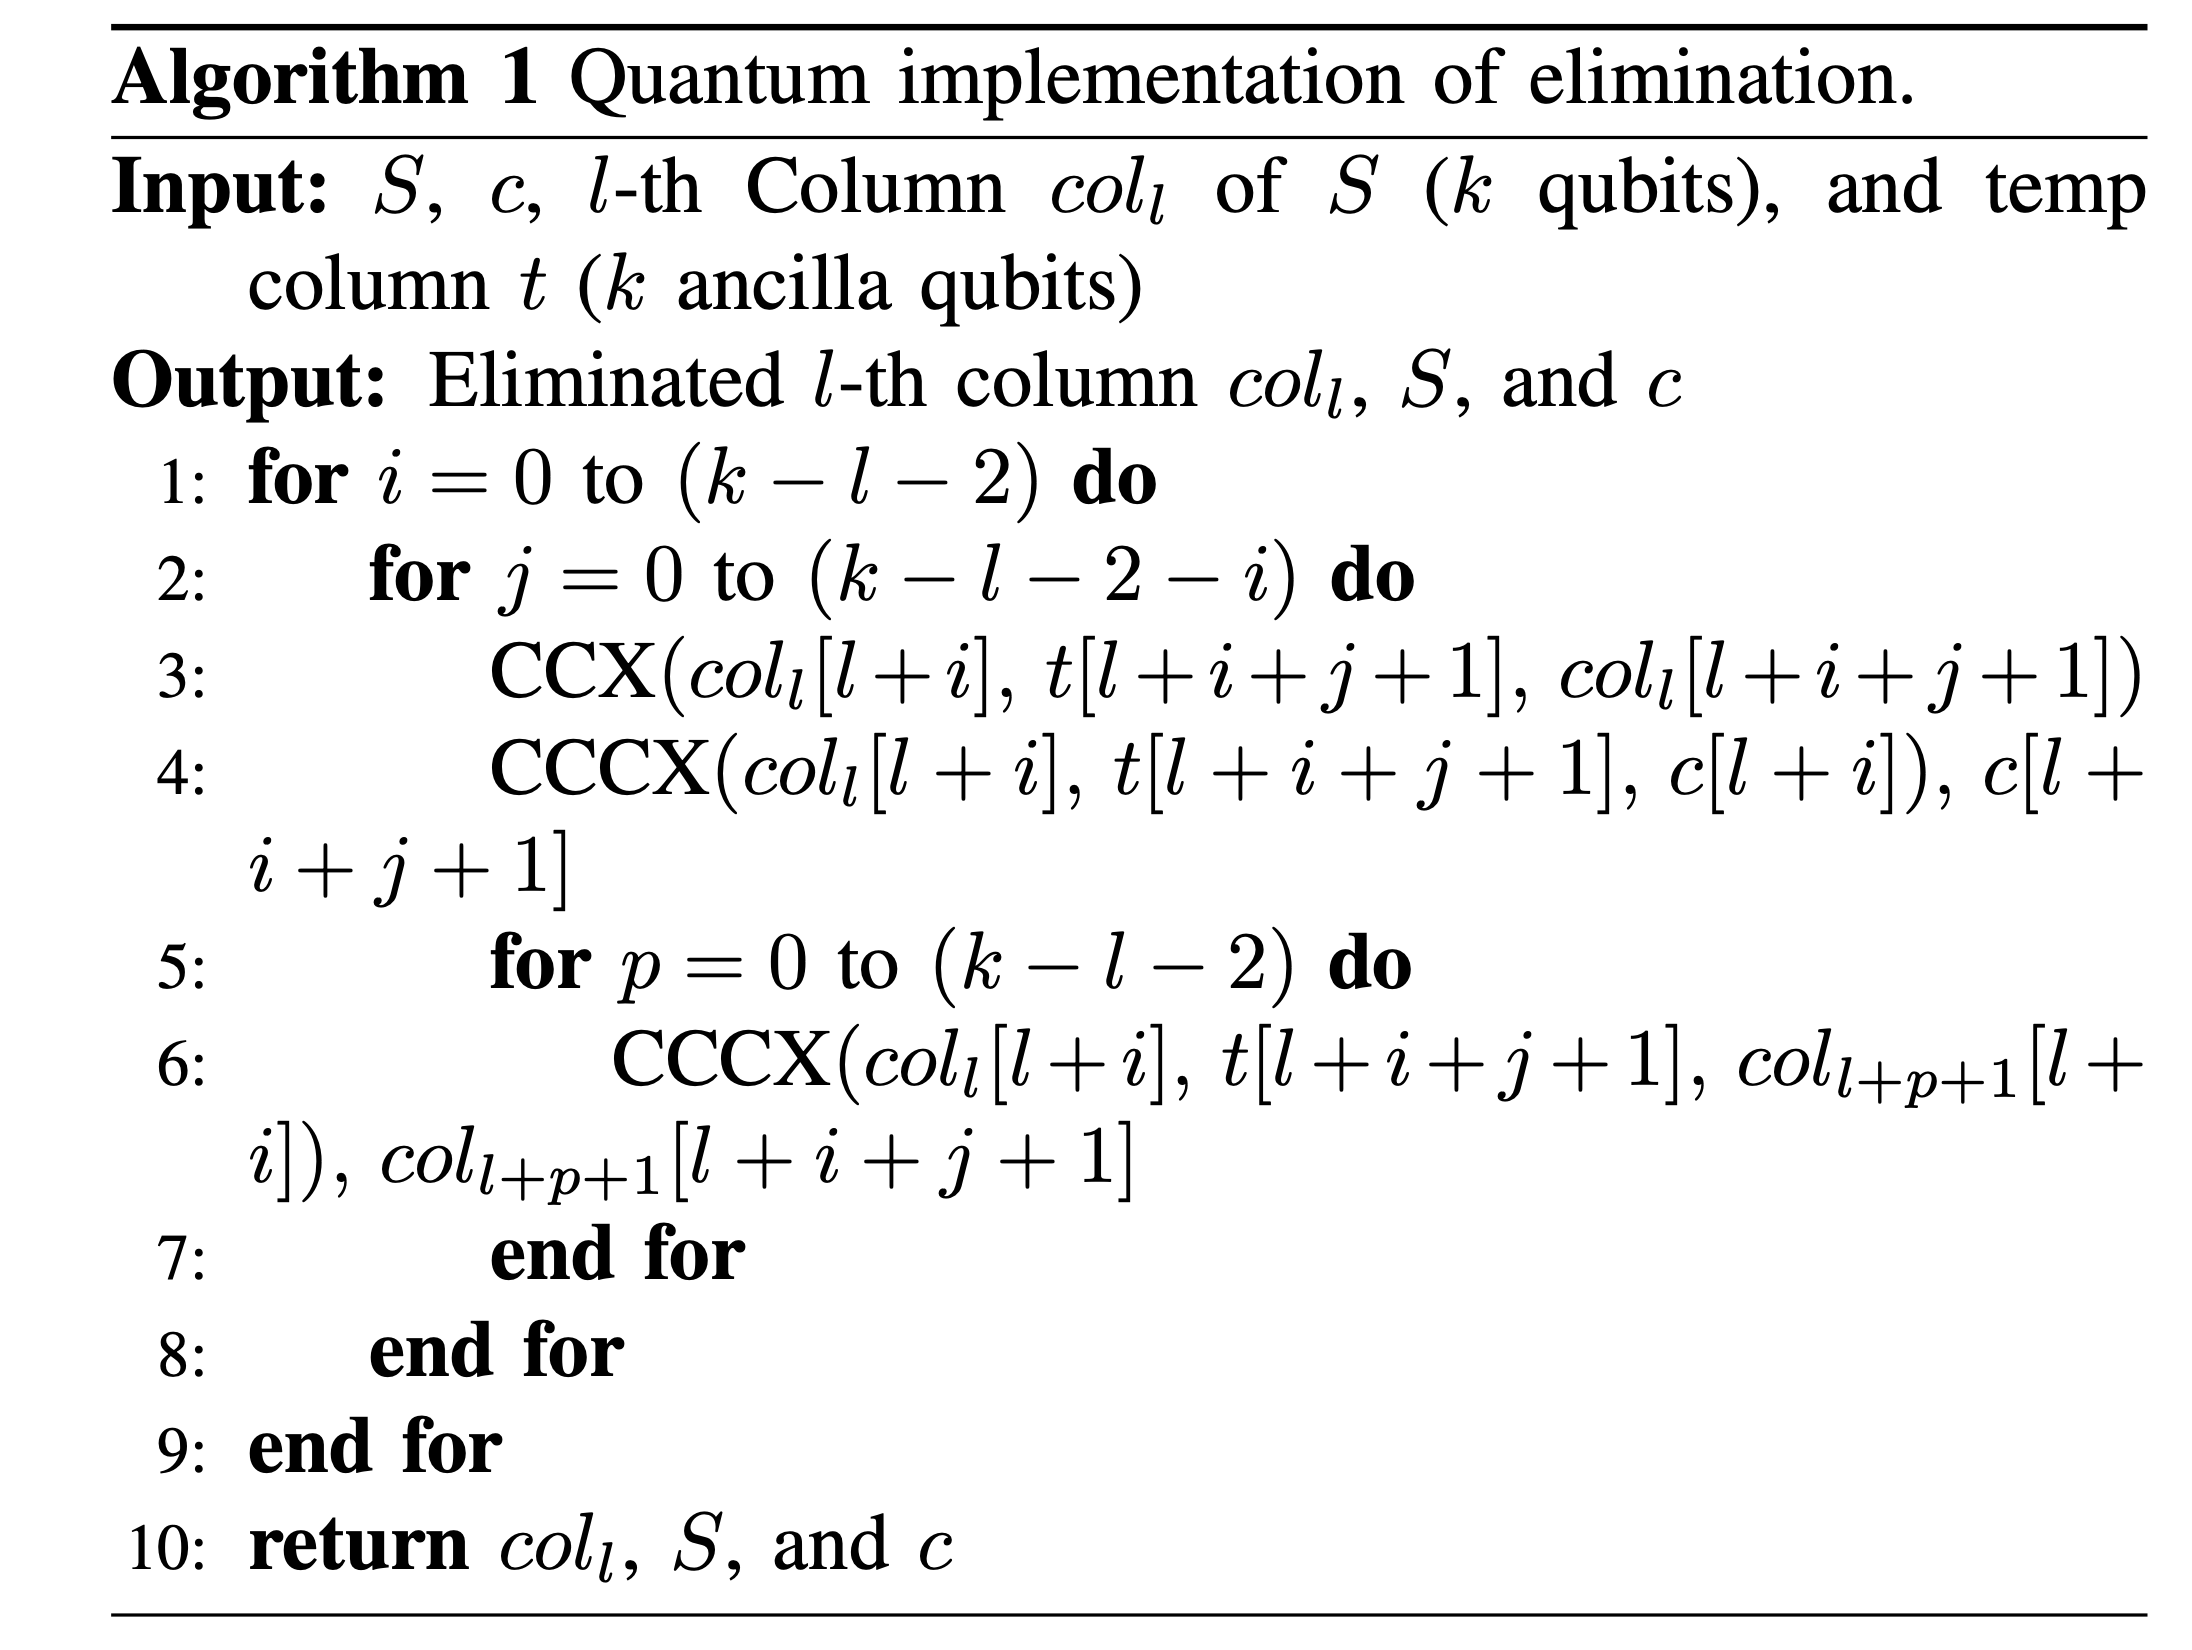 Algorithm 1 Quantum implementation of elimination.
Input: S, c, l-th Column col_l of S (k qubits), and temp
column t (k ancilla qubits)
Output: Eliminated l-th column col_l, S, and c
1: for i = 0 to (k − l − 2) do
2: for j = 0 to (k − l − 2 − i) do
3: CCX(col_l[l + i], t[l + i + j + 1], col_l[l + i + j + 1])
4: CCCX(col_l[l + i], t[l + i + j + 1], c[l + i]), c[l +
i + j + 1]
5: for p = 0 to (k − l − 2) do
6: CCCX(col_l[l + i], t[l + i + j + 1], col_{l+p+1}[l +
i]), col_{l+p+1}[l + i + j + 1]
7: end for
8: end for
9: end for
10: return col_l, S, and c